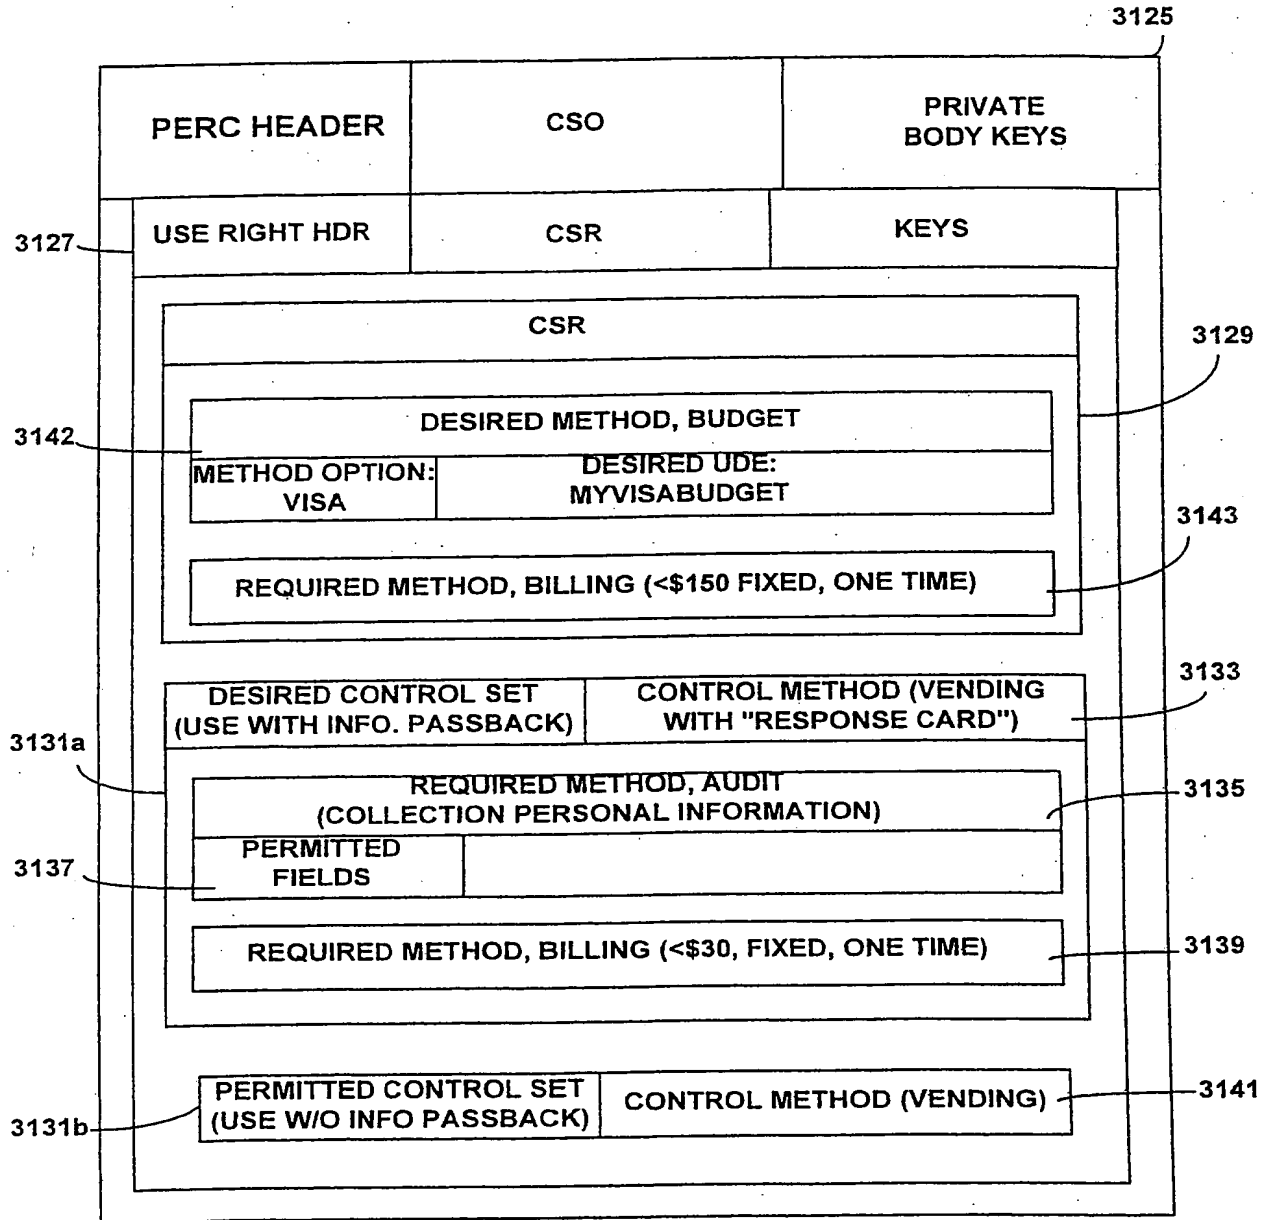 3125
PERC HEADER
CSO
PRIVATE
BODY KEYS
3127
USE RIGHT HDR
CSR
KEYS
CSR
3129
DESIRED METHOD, BUDGET
3142
METHOD OPTION:
VISA
DESIRED UDE:
MYVISABUDGET
3143
REQUIRED METHOD, BILLING (<$150 FIXED, ONE TIME)
3133
DESIRED CONTROL SET
(USE WITH INFO. PASSBACK)
CONTROL METHOD (VENDING
WITH "RESPONSE CARD")
3131a
REQUIRED METHOD, AUDIT
(COLLECTION PERSONAL INFORMATION)
3135
3137
PERMITTED
FIELDS
REQUIRED METHOD, BILLING (<$30, FIXED, ONE TIME)
3139
PERMITTED CONTROL SET
(USE W/O INFO PASSBACK)
CONTROL METHOD (VENDING)
3141
3131b